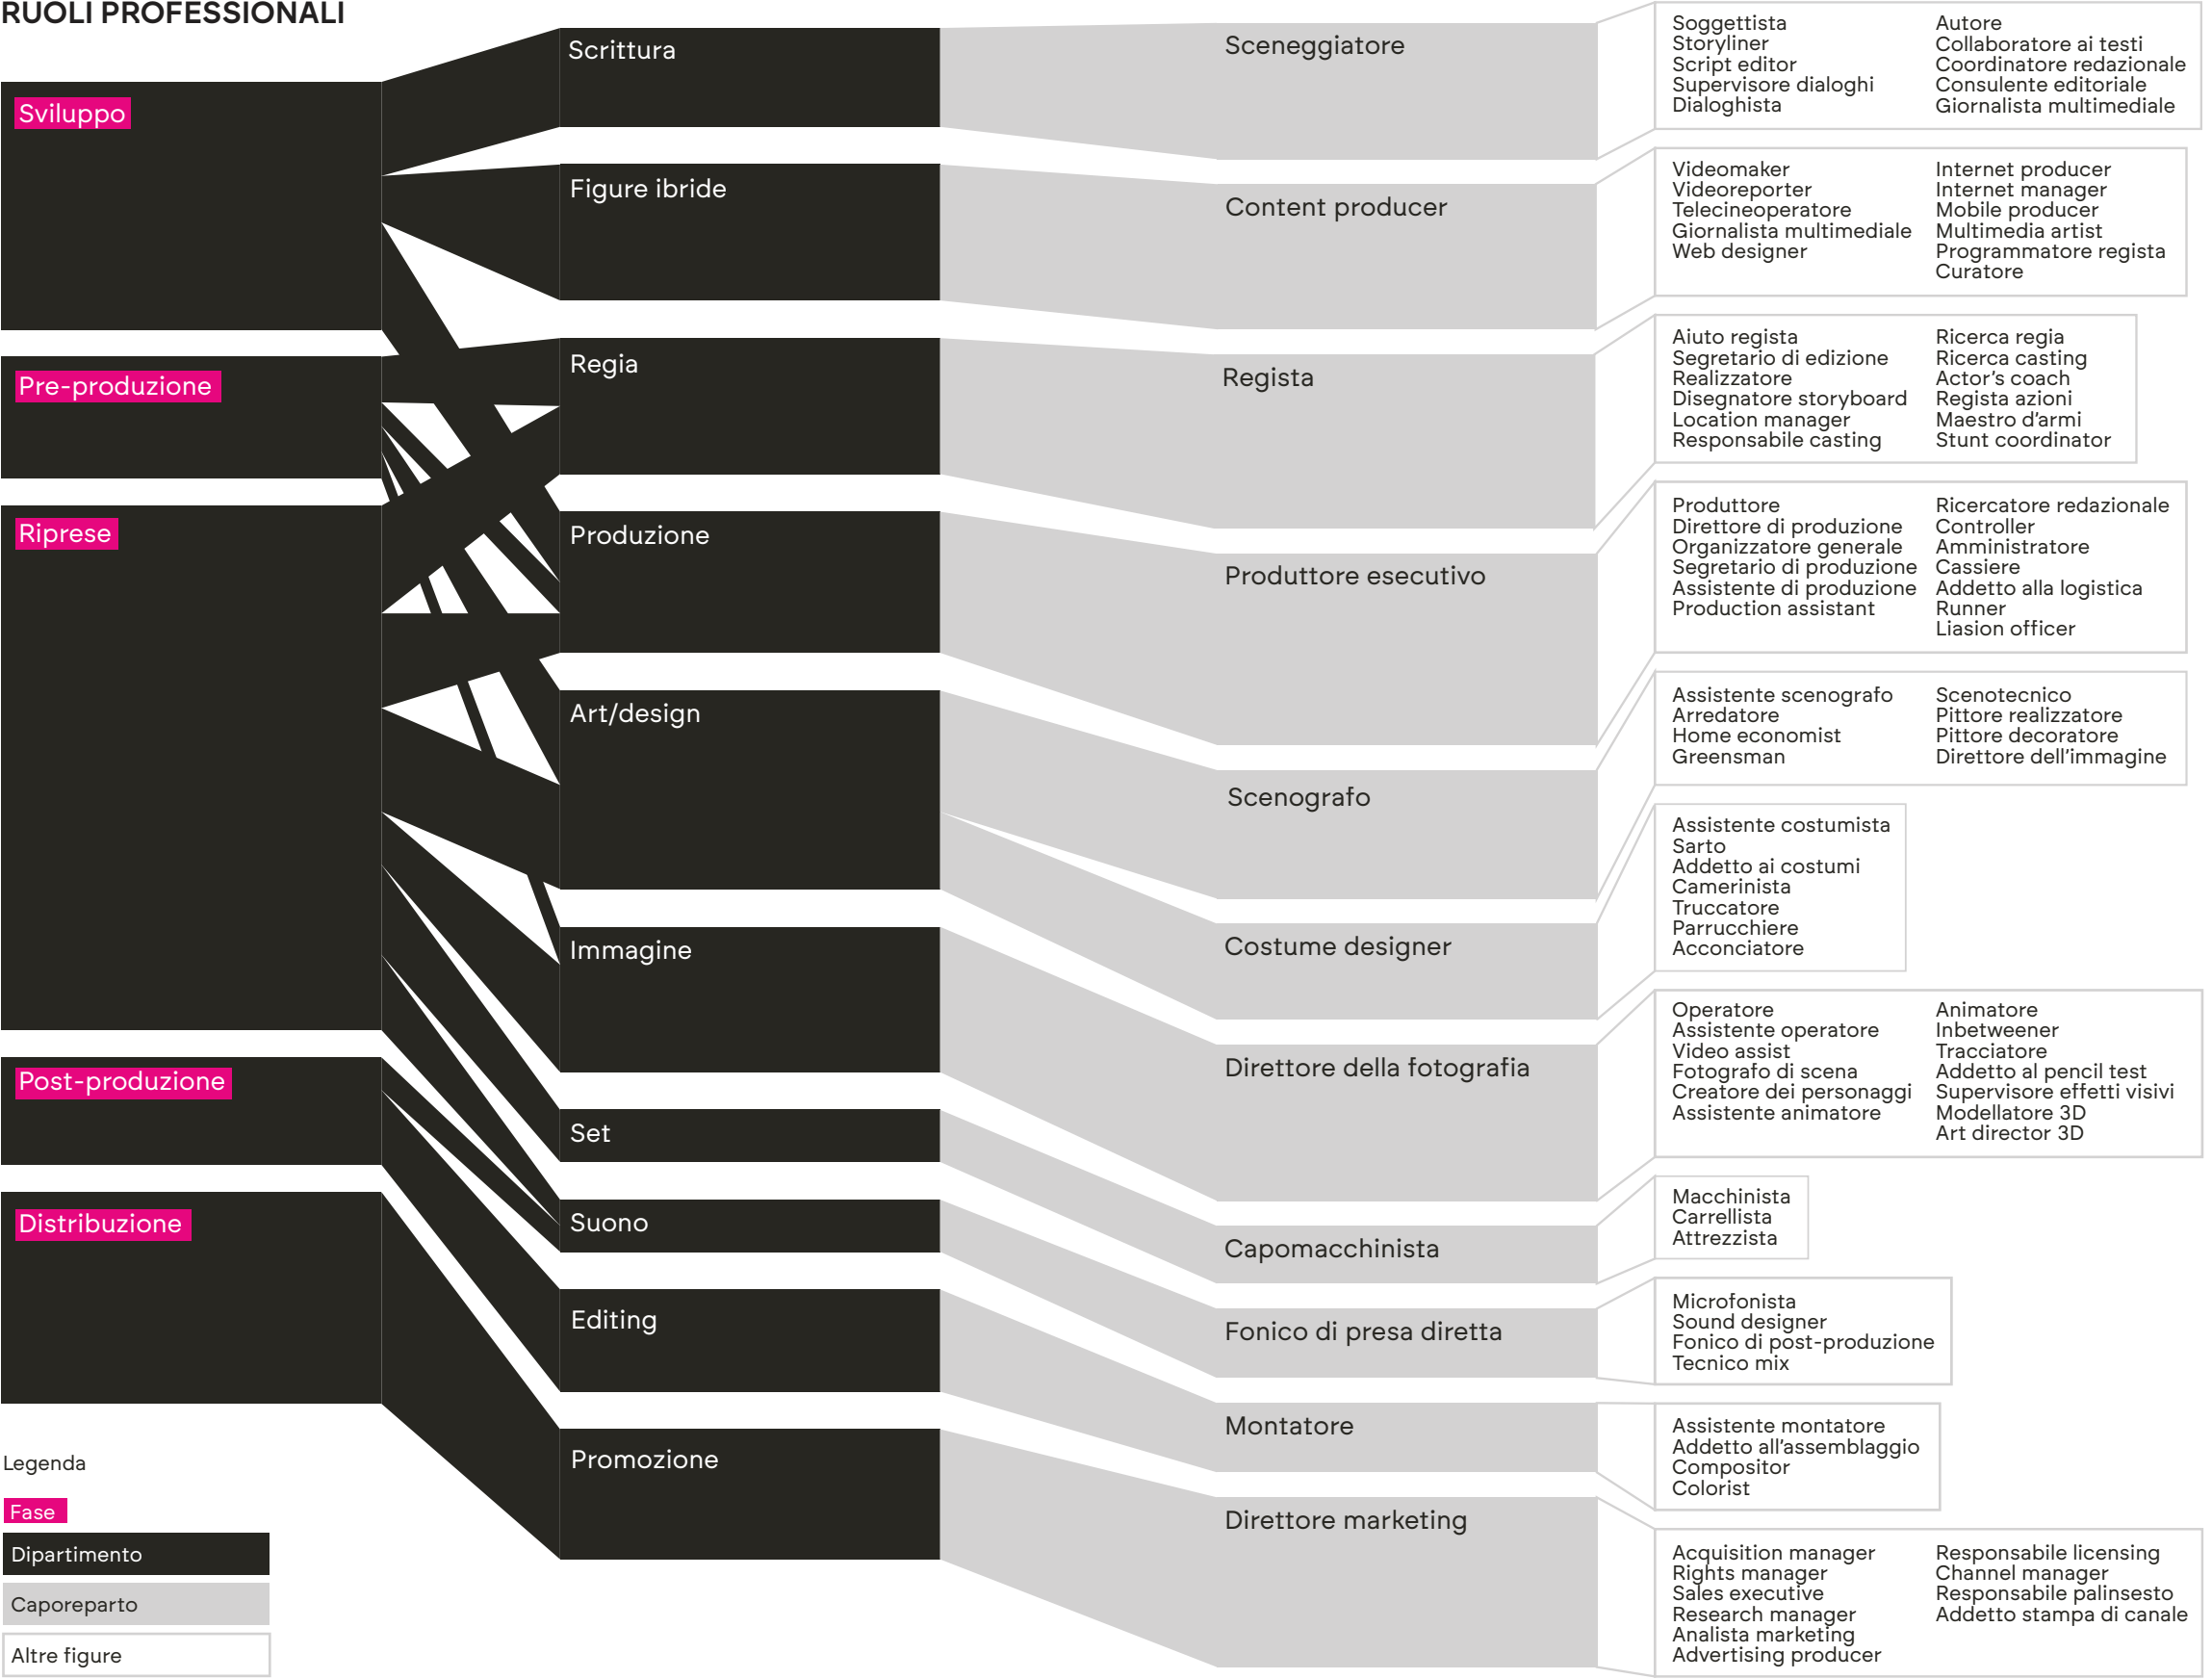 RUOLI PROFESSIONALI
Sviluppo
Pre-produzione
Riprese
Post-produzione
Distribuzione
Legenda
Fase
Dipartimento
Caporeparto
Altre figure
Scrittura
Figure ibride
Regia
Produzione
Art/design
Immagine
Set
Suono
Editing
Promozione
Sceneggiatore
Content producer
Regista
Produttore esecutivo
Scenografo
Costume designer
Direttore della fotografia
Capomacchinista
Fonico di presa diretta
Montatore
Direttore marketing
Soggettista
Storyliner
Script editor
Supervisore dialoghi
Dialoghista
Autore
Collaboratore ai testi
Coordinatore redazionale
Consulente editoriale
Giornalista multimediale
Videomaker
Videoreporter
Telecineoperatore
Giornalista multimediale
Web designer
Internet producer
Internet manager
Mobile producer
Multimedia artist
Programmatore regista
Curatore
Aiuto regista
Segretario di edizione
Realizzatore
Disegnatore storyboard
Location manager
Responsabile casting
Ricerca regia
Ricerca casting
Actor's coach
Regista azioni
Maestro d'armi
Stunt coordinator
Produttore
Direttore di produzione
Organizzatore generale
Segretario di produzione
Assistente di produzione
Production assistant
Ricercatore redazionale
Controller
Amministratore
Cassiere
Addetto alla logistica
Runner
Liasion officer
Assistente scenografo
Arredatore
Home economist
Greensman
Scenotecnico
Pittore realizzatore
Pittore decoratore
Direttore dell'immagine
Assistente costumista
Sarto
Addetto ai costumi
Camerinista
Truccatore
Parrucchiere
Acconciatore
Operatore
Assistente operatore
Video assist
Fotografo di scena
Creatore dei personaggi
Assistente animatore
Animatore
Inbetweener
Tracciatore
Addetto al pencil test
Supervisore effetti visivi
Modellatore 3D
Art director 3D
Macchinista
Carrellista
Attrezzista
Microfonista
Sound designer
Fonico di post-produzione
Tecnico mix
Assistente montatore
Addetto all'assemblaggio
Compositor
Colorist
Acquisition manager
Rights manager
Sales executive
Research manager
Analista marketing
Advertising producer
Responsabile licensing
Channel manager
Responsabile palinsesto
Addetto stampa di canale